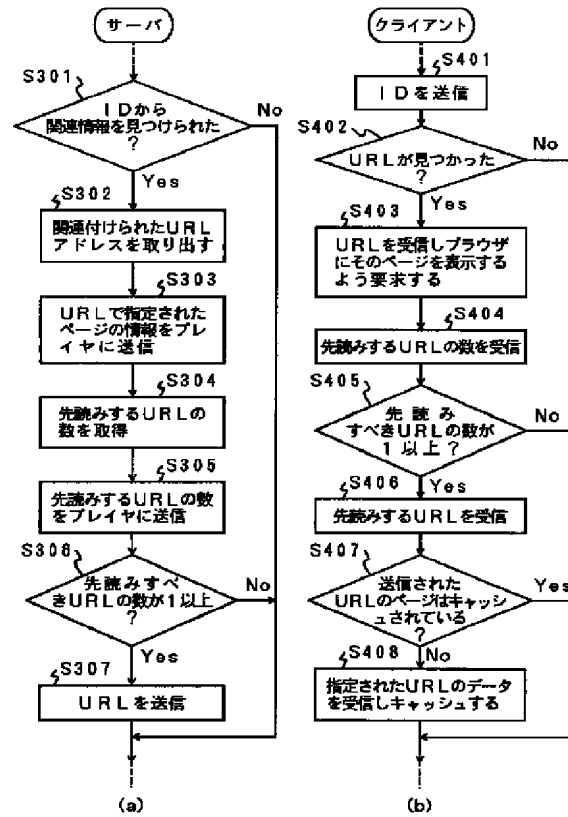 サーバ
S301
IDから
関連情報を見つけられた
?
No
Yes
S302
関連付けられたURL
アドレスを取り出す
S303
URLで指定された
ページの情報をプレイ
ヤに送信
S304
先読みするURLの
数を取得
S305
先読みするURLの数
をプレイヤに送信
S306
先読みすべ
きURLの数が1以上
?
No
Yes
S307
URLを送信
(a)
クライアント
S401
IDを送信
S402
URLが見つかった
?
No
Yes
S403
URLを受信しブラウザ
にそのページを表示する
よう要求する
S404
先読みするURLの数を受信
S405
先読み
すべきURLの数が
1以上?
No
Yes
S406
先読みするURLを受信
S407
送信された
URLのページはキャッシ
ュされている
?
Yes
No
S408
指定されたURLのデータ
を受信しキャッシュする
(b)